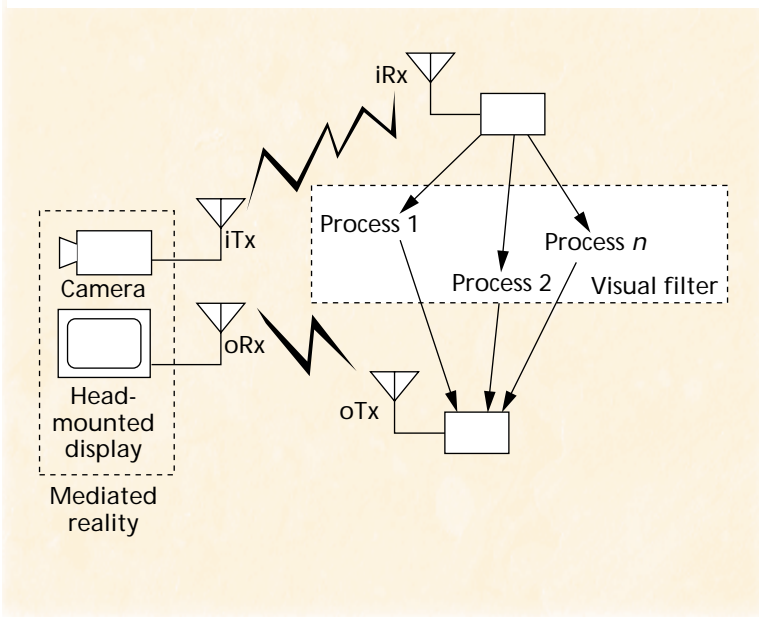 iRx
iTx
Process 1
Process n
Process 2
Visual filter
Camera
oRx
Head-
mounted
display
oTx
Mediated
reality